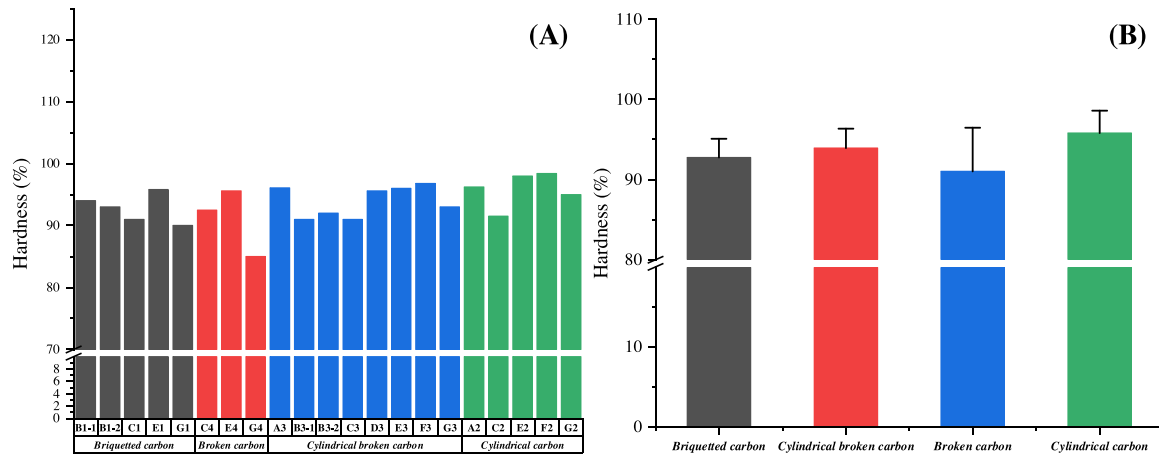 (A)
Hardness (%)
120
110
100
90
80
70
8
6
4
2
0
B1-1 B1-2 C1 E1 G1 C4 E4 G4 A3 B3-1 B3-2 C3 D3 E3 F3 G3 A2 C2 E2 F2 G2
Briquetted carbon Broken carbon Cylindrical broken carbon Cylindrical carbon
(B)
Hardness (%)
110
100
90
80
10
0
Briquetted carbon Cylindrical broken carbon Broken carbon Cylindrical carbon